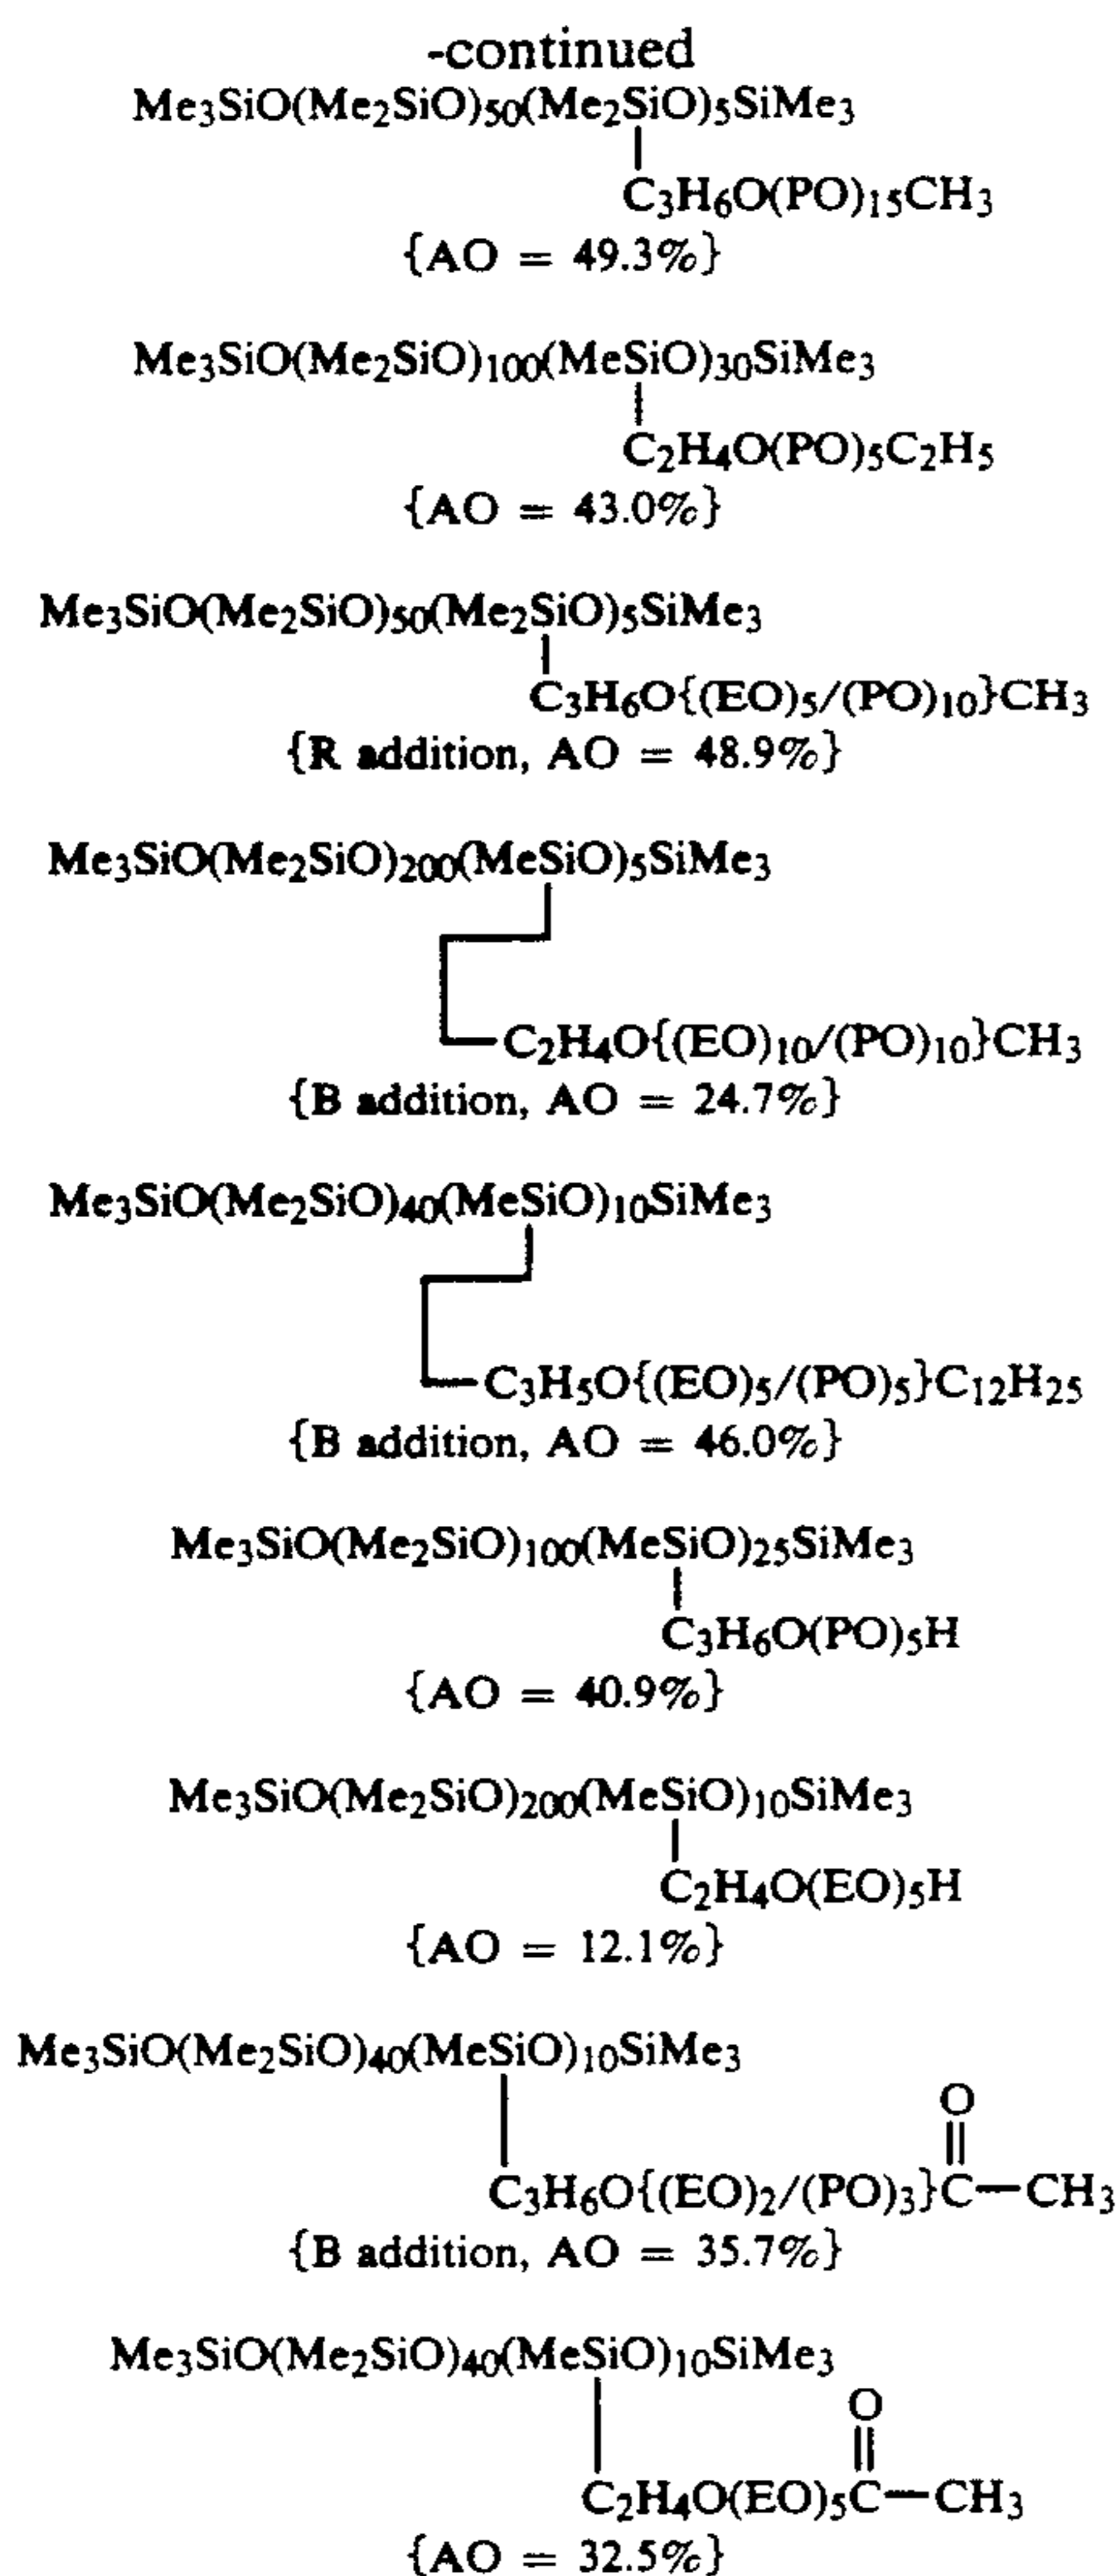 -continued
Me₃SiO(Me₂SiO)₅₀(Me₂SiO)₅SiMe₃
C₃H₆O(PO)₁₅CH₃
{AO = 49.3%}
Me₃SiO(Me₂SiO)₁₀₀(MeSiO)₃₀SiMe₃
C₂H₄O(PO)₅C₂H₅
{AO = 43.0%}
Me₃SiO(Me₂SiO)₅₀(Me₂SiO)₅SiMe₃
C₃H₆O{(EO)₅/(PO)₁₀}CH₃
{R addition, AO = 48.9%}
Me₃SiO(Me₂SiO)₂₀₀(MeSiO)₅SiMe₃
C₂H₄O{(EO)₁₀/(PO)₁₀}CH₃
{B addition, AO = 24.7%}
Me₃SiO(Me₂SiO)₄₀(MeSiO)₁₀SiMe₃
C₃H₅O{(EO)₅/(PO)₅}C₁₂H₂₅
{B addition, AO = 46.0%}
Me₃SiO(Me₂SiO)₁₀₀(MeSiO)₂₅SiMe₃
C₃H₆O(PO)₅H
{AO = 40.9%}
Me₃SiO(Me₂SiO)₂₀₀(MeSiO)₁₀SiMe₃
C₂H₄O(EO)₅H
{AO = 12.1%}
Me₃SiO(Me₂SiO)₄₀(MeSiO)₁₀SiMe₃
O
C₃H₆O{(EO)₂/(PO)₃}C—CH₃
{B addition, AO = 35.7%}
Me₃SiO(Me₂SiO)₄₀(MeSiO)₁₀SiMe₃
O
C₂H₄O(EO)₅C—CH₃
{AO = 32.5%}